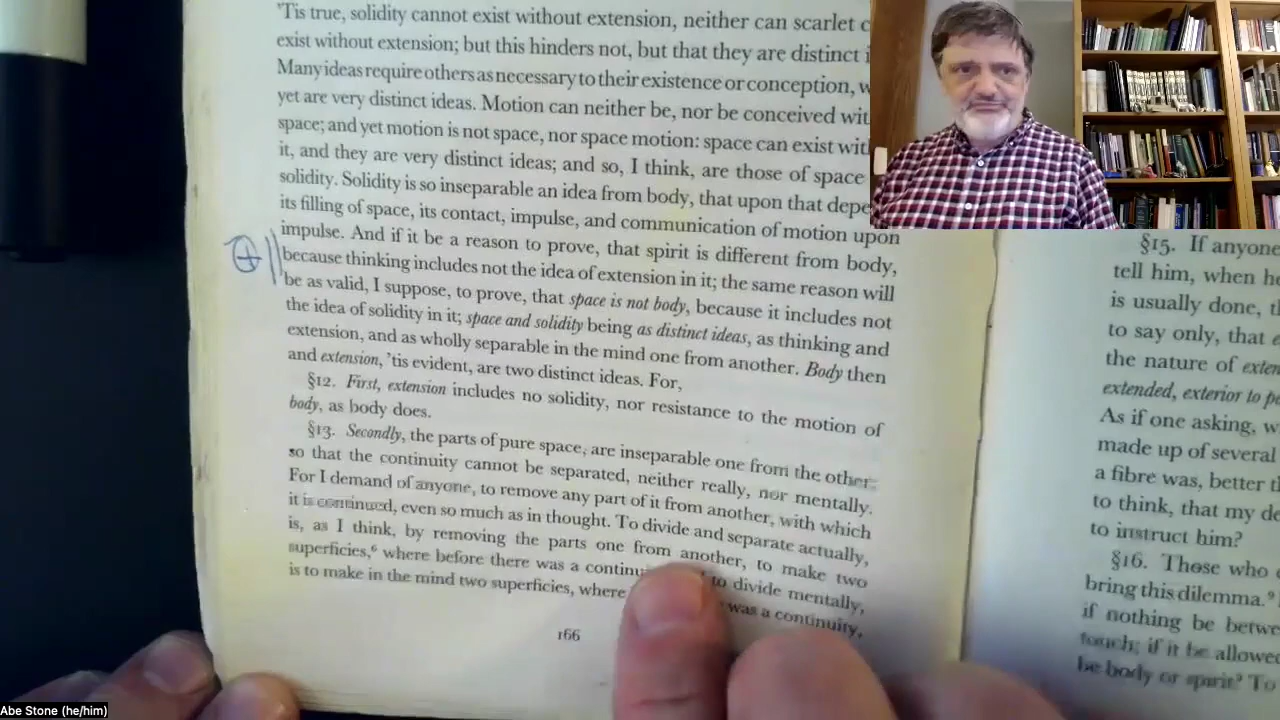 'Tis true, solidity cannot exist without extension, neither can scarlet
exist without extension; but this hinders not, but that they are distinct
Many ideas require others as necessary to their existence or conception,
yet are very distinct ideas. Motion can neither be, nor be conceived
space; and yet motion is not space, nor space motion: space can exist
it, and they are very distinct ideas; and so, I think, are those of space
solidity. Solidity is so inseparable an idea from body, that upon that
its filling of space, its contact, impulse, and communication of motion upon
impulse. And if it be a reason to prove, that spirit is different from body,
because thinking includes not the idea of extension in it; the same reason will
be as valid, I suppose, to prove, that space is not body, because it includes not
the idea of solidity in it; space and solidity being as distinct ideas, as thinking and
extension, and as wholly separable in the mind one from another. Body then
and extension, 'tis evident, are two distinct ideas. For,
§12. First, extension includes no solidity, nor resistance to the motion of
body, as body does.
§13. Secondly, the parts of pure space, are inseparable one from the other;
so that the continuity cannot be separated, neither really, nor mentally.
For I demand of anyone, to remove any part of it from another, with which
it is continued, even so much as in thought. To divide and separate actually,
is, as I think, by removing the parts one from another, to make two
superficies,⁶ where before there was a to divide mentally,
is to make in the mind two superficies, where was a continuity,
166
§15. If anyone
tell him, when
is usually done,
to say only, that
the nature of
extended, exterior to
As if one asking,
made up of several
a fibre was, better
to think, that my
to instruct him?
§16. Those who
bring this dilemma.⁹
if nothing be
touch; if it be allowed
be body or spirit? To
Abe Stone (he/him)